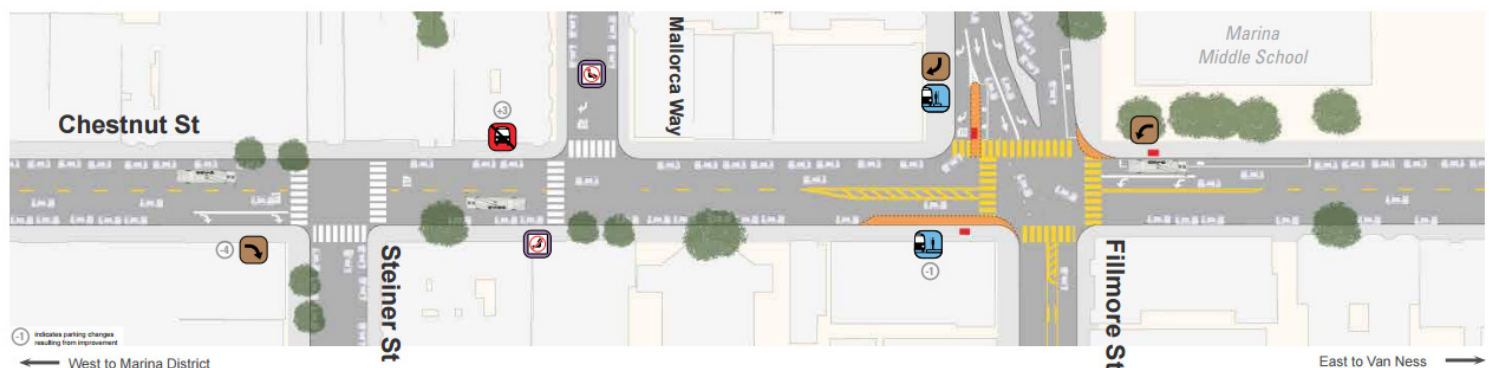 Mallorca Way
Marina
Middle School
Chestnut St
+3
-4
Steiner St
-1
Fillmore St
-1 indicates parking changes
resulting from improvement
West to Marina District
East to Van Ness